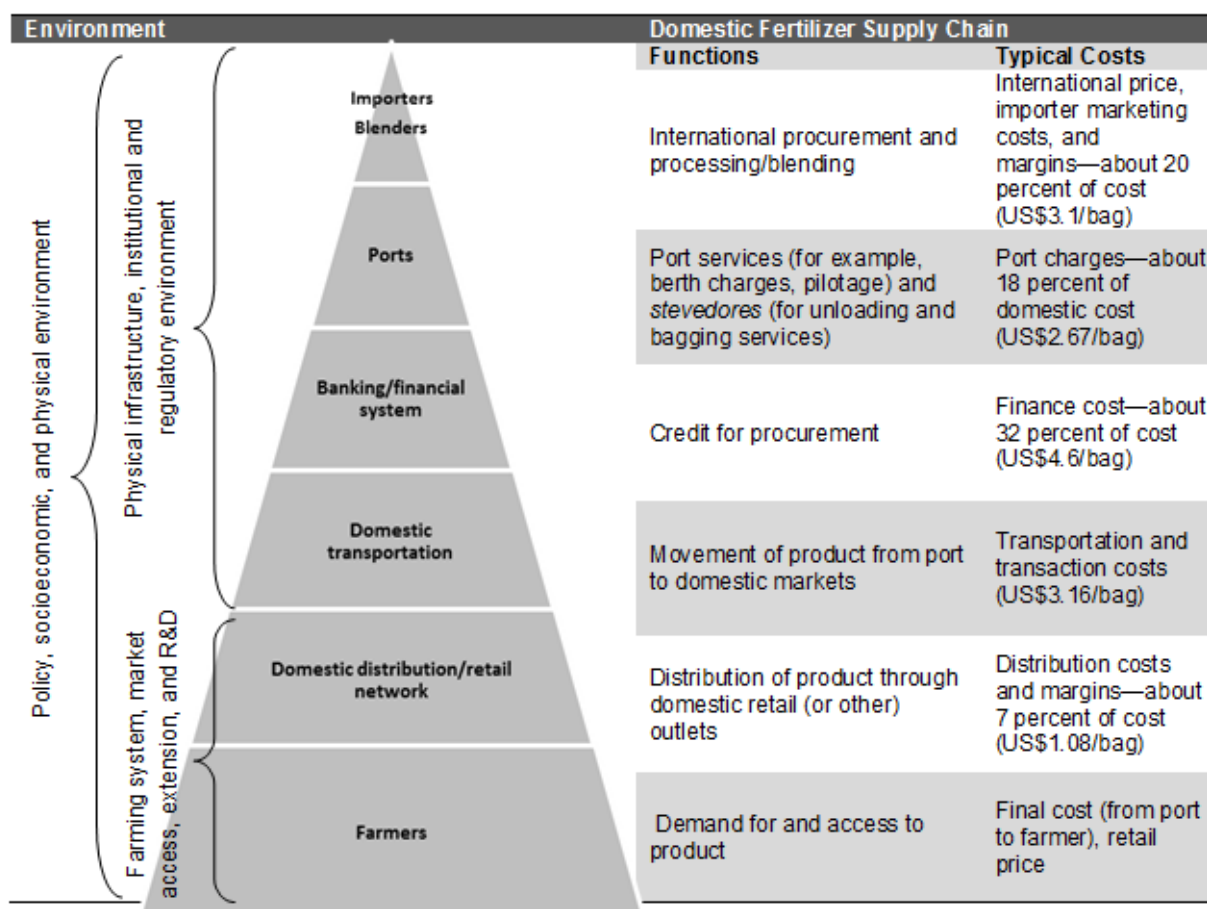 Environment
Domestic Fertilizer Supply Chain
Functions
Typical Costs
Policy, socioeconomic, and physical environment
Physical infrastructure, institutional and
regulatory environment
Farming system, market
access, extension, and R&D
Importers
Blenders
International procurement and
processing/blending
International price,
importer marketing
costs, and
margins—about 20
percent of cost
(US$3.1/bag)
Ports
Port services (for example,
berth charges, pilotage) and
stevedores (for unloading and
bagging services)
Port charges—about
18 percent of
domestic cost
(US$2.67/bag)
Banking/financial
system
Credit for procurement
Finance cost—about
32 percent of cost
(US$4.6/bag)
Domestic
transportation
Movement of product from port
to domestic markets
Transportation and
transaction costs
(US$3.16/bag)
Domestic distribution/retail
network
Distribution of product through
domestic retail (or other)
outlets
Distribution costs
and margins—about
7 percent of cost
(US$1.08/bag)
Farmers
Demand for and access to
product
Final cost (from port
to farmer), retail
price